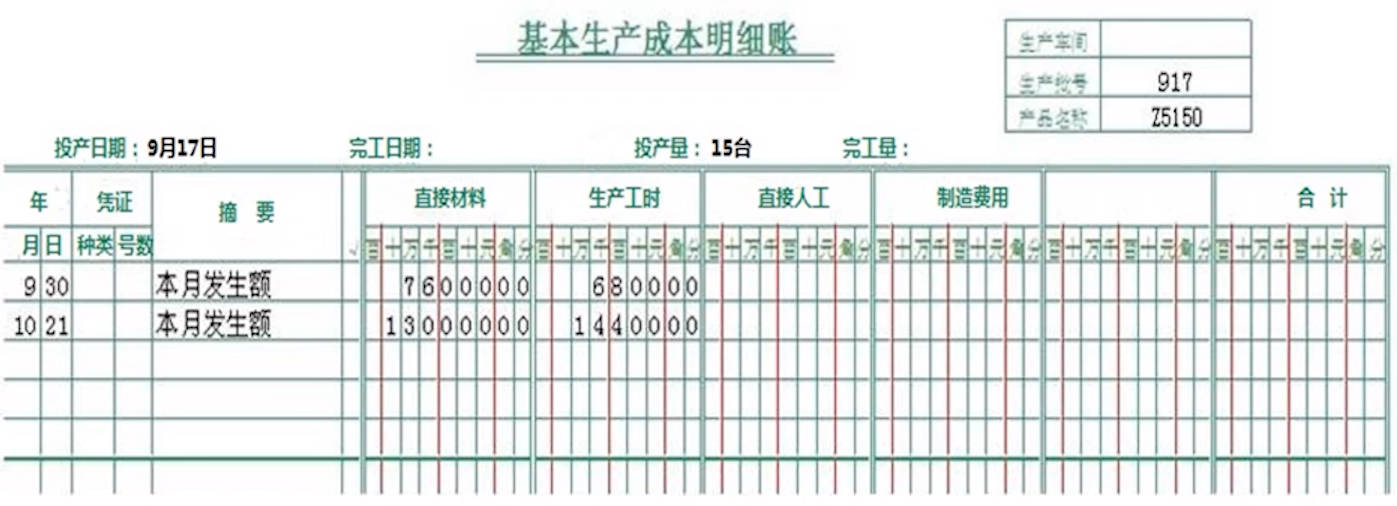 基本生产成本明细账
生产车间
生产批号 917
产品名称 Z5150
投产日期：9月17日 完工日期： 投产量：15台 完工量：
年 凭证 摘 要 直接材料 生产工时 直接人工 制造费用 合 计
月 日 种类 号数 百十万千百十元角分 百十万千百十元角分 百十万千百十元角分 百十万千百十元角分 百十万千百十元角分 百十万千百十元角分
9 30 本月发生额 7600000 680000
10 21 本月发生额 13000000 1440000